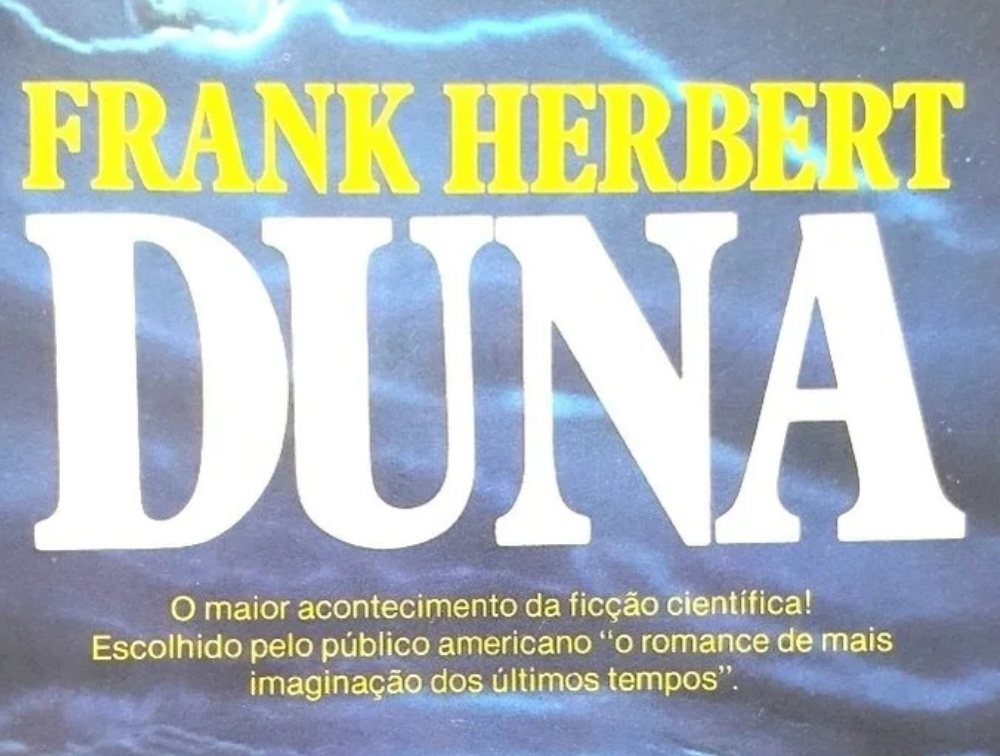 FRANK HERBERT
DUNA
O maior acontecimento da ficção científica!
Escolhido pelo público americano “o romance de mais
imaginação dos últimos tempos”.